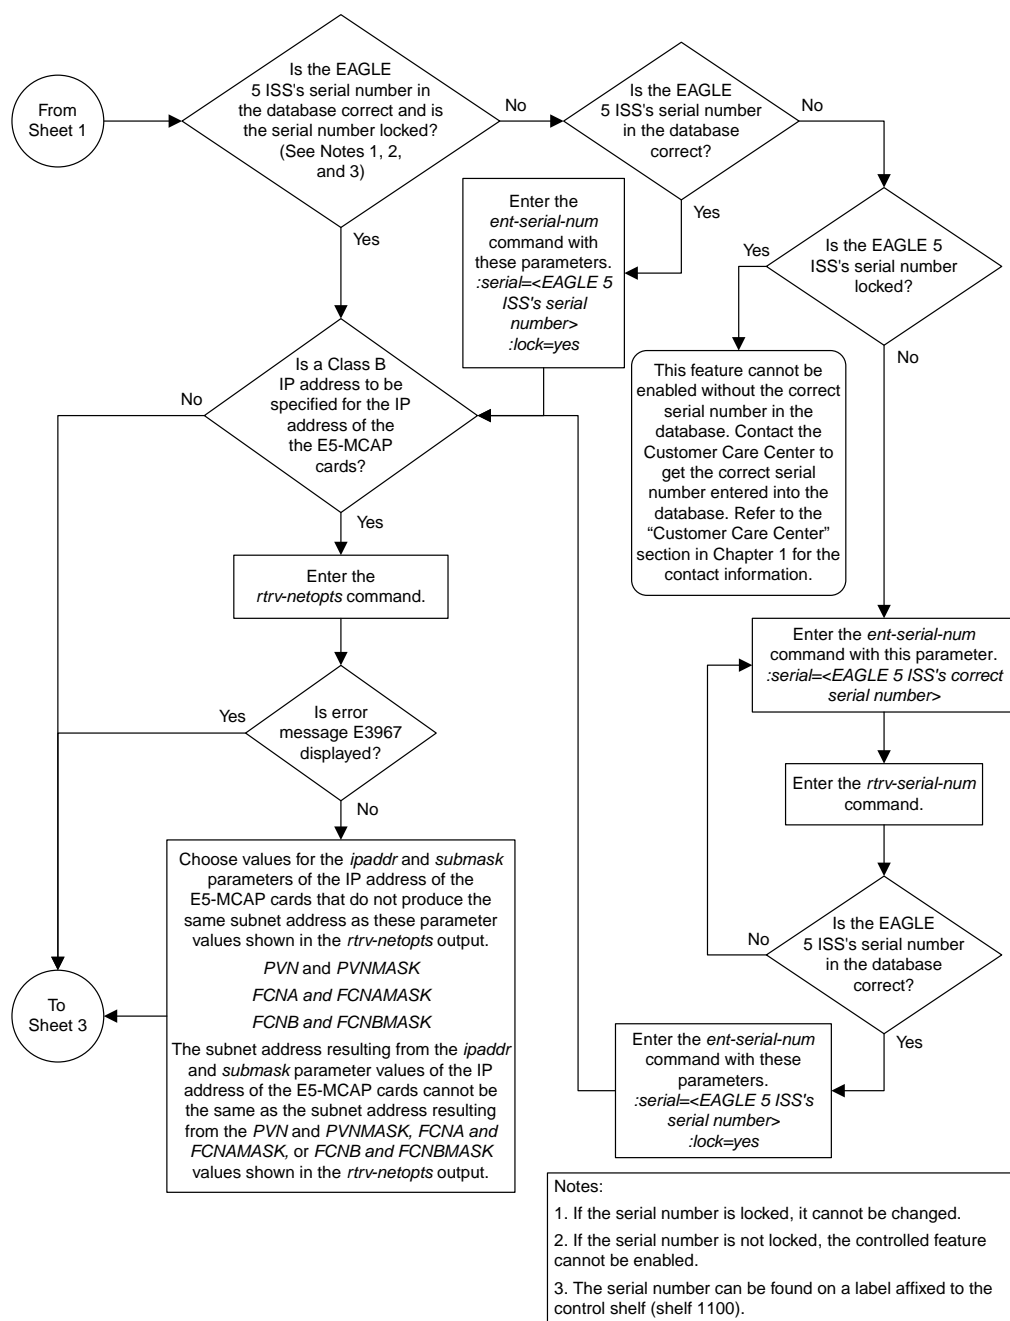 From
Sheet 1
Is the EAGLE
5 ISS's serial number in
the database correct and is
the serial number locked?
(See Notes 1, 2,
and 3)
No
Is the EAGLE
5 ISS's serial number
in the database
correct?
No
Yes
Yes
Enter the
ent-serial-num
command with
these parameters.
:serial=<EAGLE 5
ISS's serial
number>
:lock=yes
Yes
Is the EAGLE 5
ISS's serial number
locked?
No
This feature cannot be
enabled without the correct
serial number in the
database. Contact the
Customer Care Center to
get the correct serial
number entered into the
database. Refer to the
“Customer Care Center”
section in Chapter 1 for the
contact information.
No
Is a Class B
IP address to be
specified for the IP
address of the
the E5-MCAP
cards?
Yes
Enter the
rtrv-netopts command.
Yes
Is error
message E3967
displayed?
No
Enter the ent-serial-num
command with this parameter.
:serial=<EAGLE 5 ISS's correct
serial number>
Enter the rtrv-serial-num
command.
No
Is the EAGLE
5 ISS's serial number
in the database
correct?
Yes
Choose values for the ipaddr and submask
parameters of the IP address of the
E5-MCAP cards that do not produce the
same subnet address as these parameter
values shown in the rtrv-netopts output.
PVN and PVNMASK
FCNA and FCNAMASK
FCNB and FCNBMASK
The subnet address resulting from the ipaddr
and submask parameter values of the IP
address of the E5-MCAP cards cannot be
the same as the subnet address resulting
from the PVN and PVNMASK, FCNA and
FCNAMASK, or FCNB and FCNBMASK
values shown in the rtrv-netopts output.
To
Sheet 3
Enter the ent-serial-num
command with these
parameters.
:serial=<EAGLE 5 ISS's
serial number>
:lock=yes
Notes:
1. If the serial number is locked, it cannot be changed.
2. If the serial number is not locked, the controlled feature
cannot be enabled.
3. The serial number can be found on a label affixed to the
control shelf (shelf 1100).